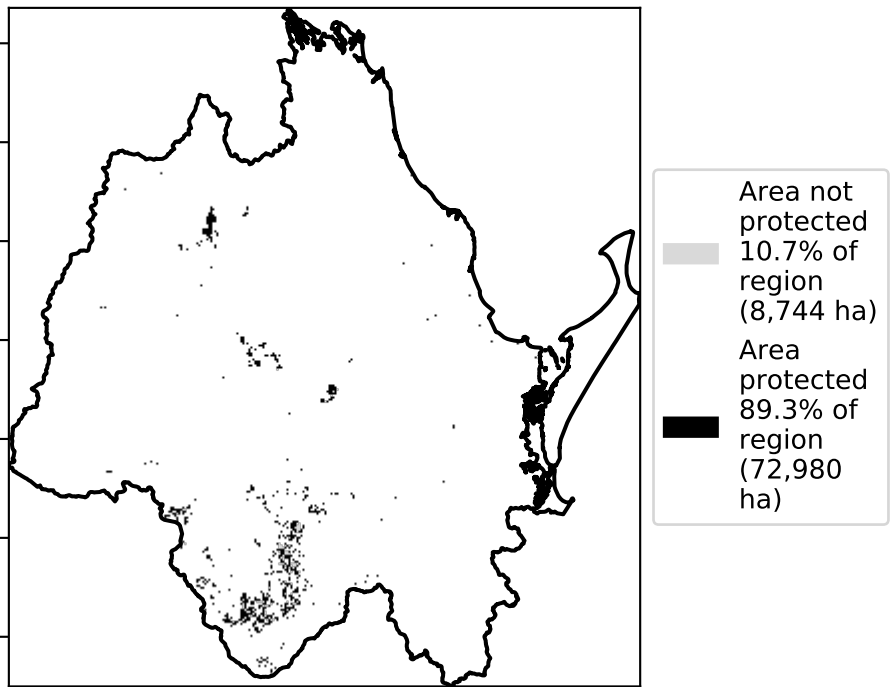 Area not
protected
10.7% of
region
(8,744 ha)
Area
protected
89.3% of
region
(72,980
ha)